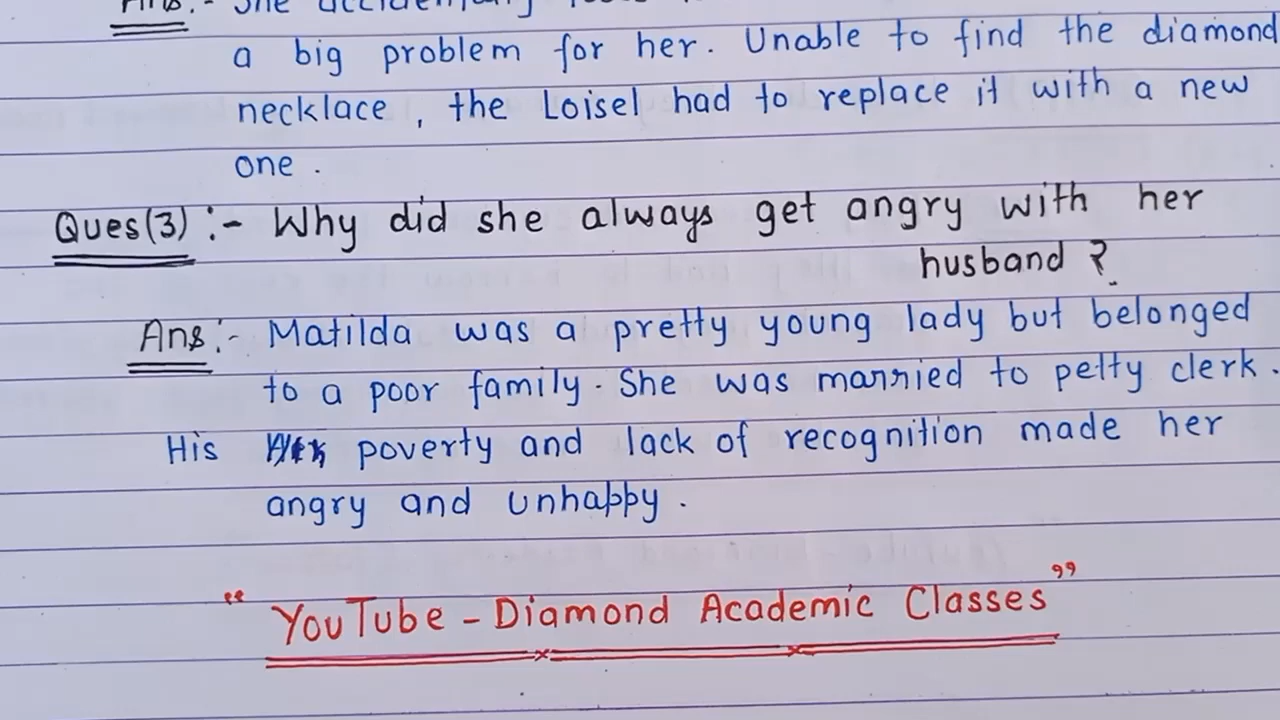 Ans:- She accidentally
a big problem for her. Unable to find the diamond
necklace, the Loisel had to replace it with a new
one.
Ques(3):- Why did she always get angry with her
husband?
Ans:- Matilda was a pretty young lady but belonged
to a poor family. She was married to petty clerk.
His poverty and lack of recognition made her
angry and unhappy.
"YouTube - Diamond Academic Classes"